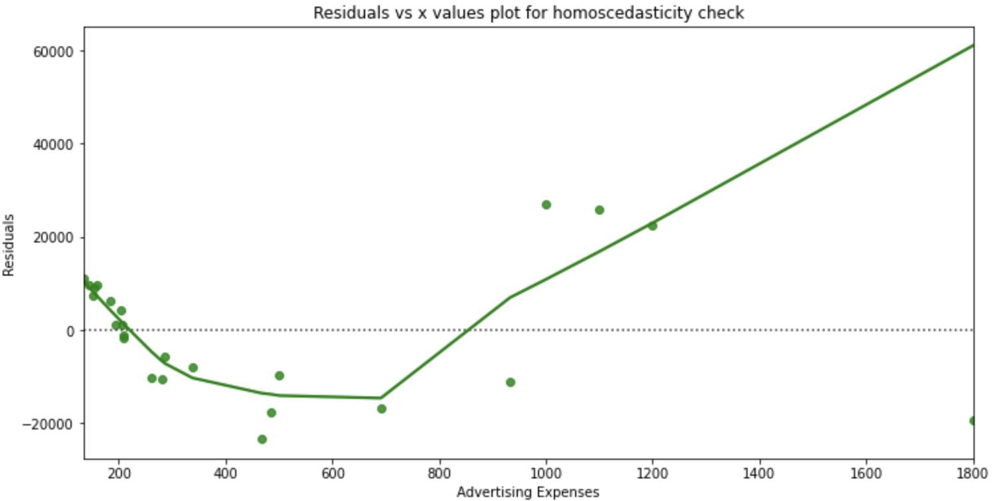 Residuals vs x values plot for homoscedasticity check
60000
40000
20000
0
−20000
Residuals
200 400 600 800 1000 1200 1400 1600 1800
Advertising Expenses